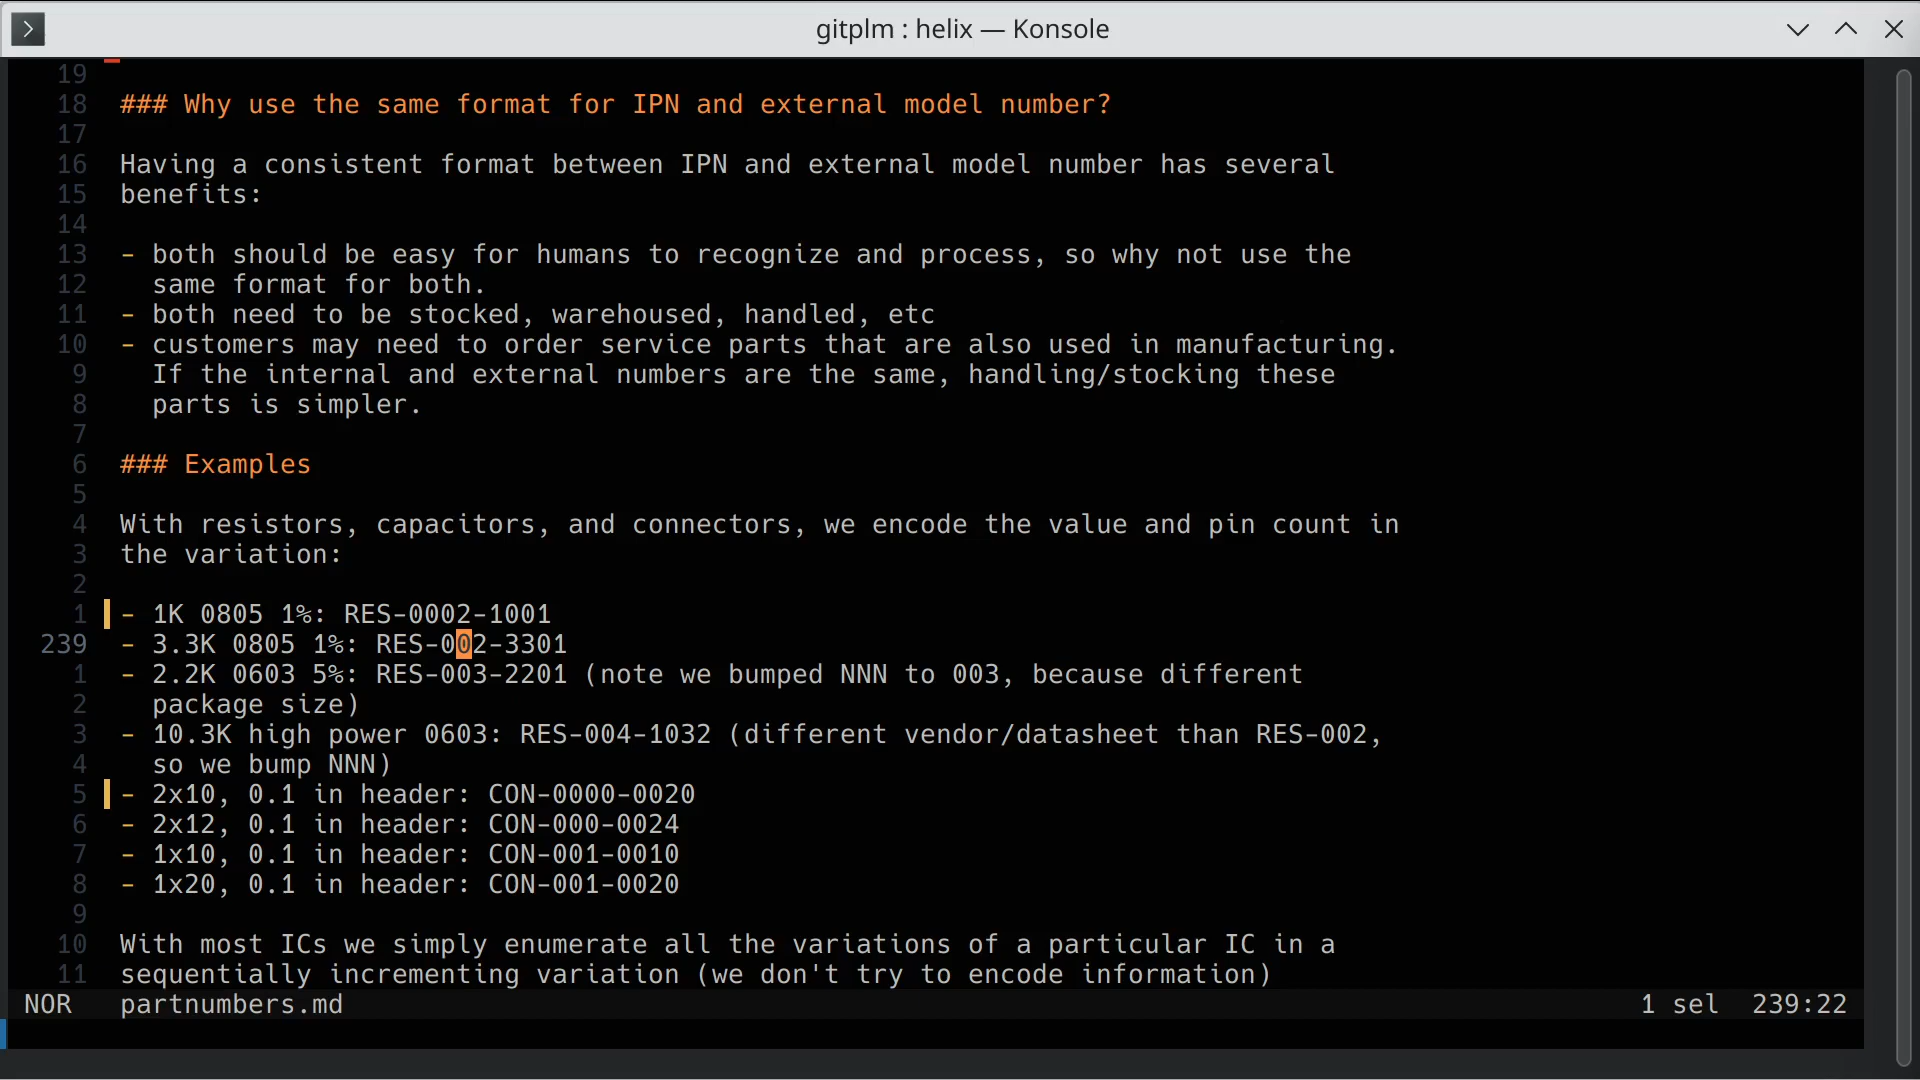 gitplm : helix — Konsole
19
18 ### Why use the same format for IPN and external model number?
17
16 Having a consistent format between IPN and external model number has several
15 benefits:
14
13 - both should be easy for humans to recognize and process, so why not use the
12 same format for both.
11 - both need to be stocked, warehoused, handled, etc
10 - customers may need to order service parts that are also used in manufacturing.
9 If the internal and external numbers are the same, handling/stocking these
8 parts is simpler.
7
6 ### Examples
5
4 With resistors, capacitors, and connectors, we encode the value and pin count in
3 the variation:
2
1 - 1K 0805 1%: RES-0002-1001
239 - 3.3K 0805 1%: RES-002-3301
1 - 2.2K 0603 5%: RES-003-2201 (note we bumped NNN to 003, because different
2 package size)
3 - 10.3K high power 0603: RES-004-1032 (different vendor/datasheet than RES-002,
4 so we bump NNN)
5 - 2x10, 0.1 in header: CON-0000-0020
6 - 2x12, 0.1 in header: CON-000-0024
7 - 1x10, 0.1 in header: CON-001-0010
8 - 1x20, 0.1 in header: CON-001-0020
9
10 With most ICs we simply enumerate all the variations of a particular IC in a
11 sequentially incrementing variation (we don't try to encode information)
NOR partnumbers.md 1 sel 239:22